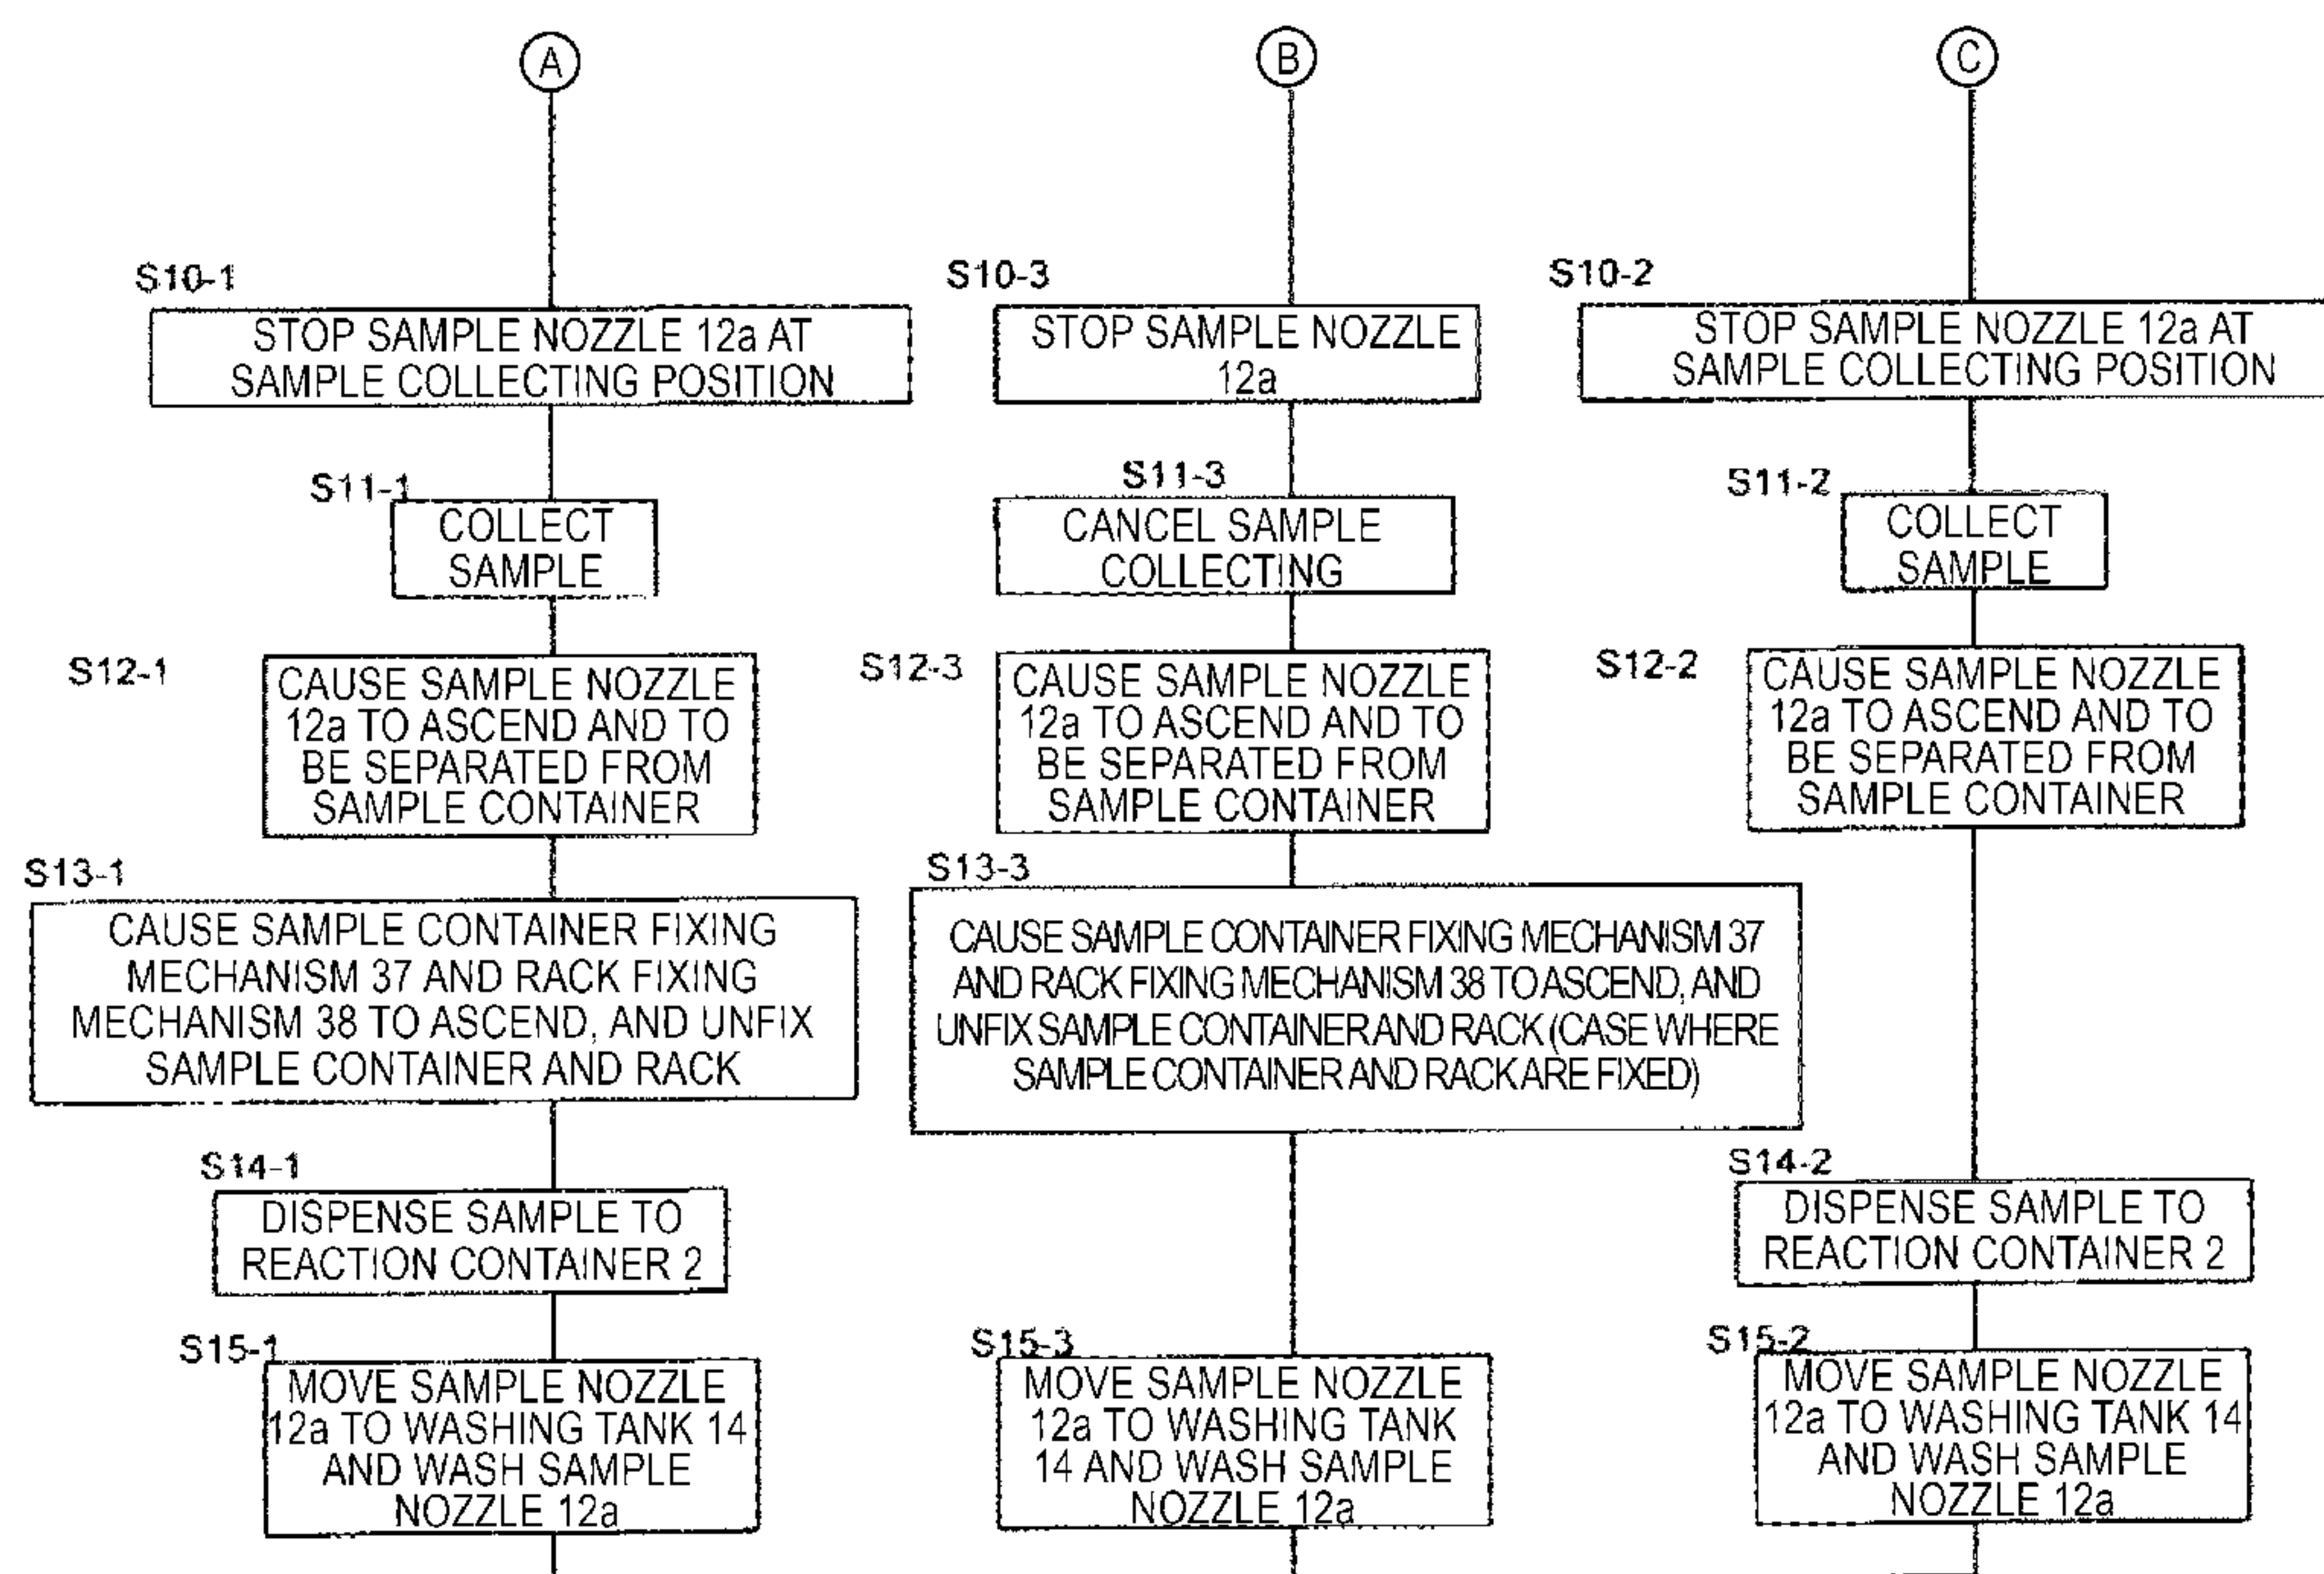 A
B
C
S10-1
STOP SAMPLE NOZZLE 12a AT
SAMPLE COLLECTING POSITION
S11-1
COLLECT
SAMPLE
S12-1
CAUSE SAMPLE NOZZLE
12a TO ASCEND AND TO
BE SEPARATED FROM
SAMPLE CONTAINER
S13-1
CAUSE SAMPLE CONTAINER FIXING
MECHANISM 37 AND RACK FIXING
MECHANISM 38 TO ASCEND, AND UNFIX
SAMPLE CONTAINER AND RACK
S14-1
DISPENSE SAMPLE TO
REACTION CONTAINER 2
S15-1
MOVE SAMPLE NOZZLE
12a TO WASHING TANK 14
AND WASH SAMPLE
NOZZLE 12a
S10-3
STOP SAMPLE NOZZLE
12a
S11-3
CANCEL SAMPLE
COLLECTING
S12-3
CAUSE SAMPLE NOZZLE
12a TO ASCEND AND TO
BE SEPARATED FROM
SAMPLE CONTAINER
S13-3
CAUSE SAMPLE CONTAINER FIXING MECHANISM 37
AND RACK FIXING MECHANISM 38 TO ASCEND, AND
UNFIX SAMPLE CONTAINER AND RACK (CASE WHERE
SAMPLE CONTAINER AND RACK ARE FIXED)
S15-3
MOVE SAMPLE NOZZLE
12a TO WASHING TANK
14 AND WASH SAMPLE
NOZZLE 12a
S10-2
STOP SAMPLE NOZZLE 12a AT
SAMPLE COLLECTING POSITION
S11-2
COLLECT
SAMPLE
S12-2
CAUSE SAMPLE NOZZLE
12a TO ASCEND AND TO
BE SEPARATED FROM
SAMPLE CONTAINER
S14-2
DISPENSE SAMPLE TO
REACTION CONTAINER 2
S15-2
MOVE SAMPLE NOZZLE
12a TO WASHING TANK 14
AND WASH SAMPLE
NOZZLE 12a